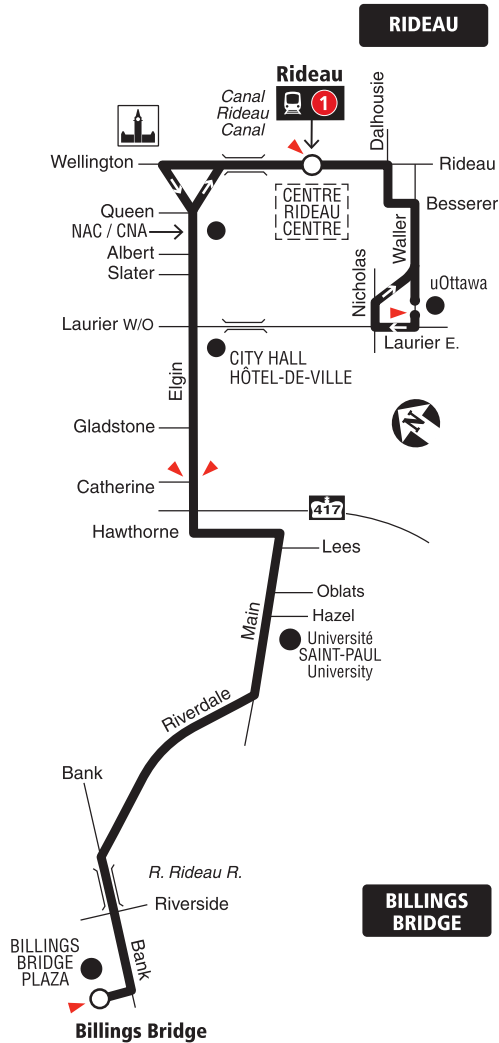 RIDEAU
Rideau
1
Canal
Rideau
Canal
Dalhousie
Wellington
Rideau
CENTRE
RIDEAU
CENTRE
Besserer
Queen
NAC / CNA
Albert
Slater
Waller
Nicholas
uOttawa
Laurier W/O
Laurier E.
CITY HALL
HÔTEL-DE-VILLE
Elgin
Gladstone
N
Catherine
417
Hawthorne
Lees
Oblats
Hazel
Main
Université
SAINT-PAUL
University
Riverdale
Bank
R. Rideau R.
Riverside
BILLINGS
BRIDGE
BILLINGS
BRIDGE
PLAZA
Bank
Billings Bridge